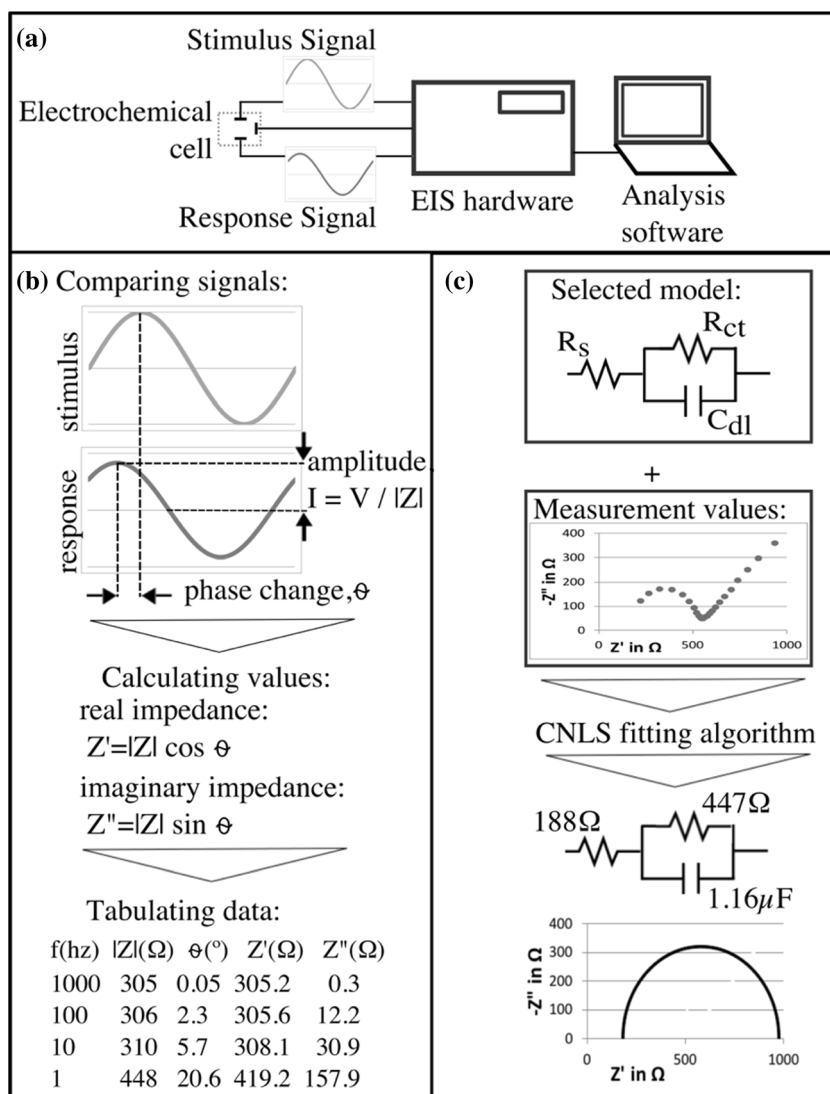 (a)
Stimulus Signal
Electrochemical
cell
Response Signal
EIS hardware
Analysis
software
(b) Comparing signals:
stimulus
response
amplitude,
I = V / |Z|
phase change,ɵ
Calculating values:
real impedance:
Z'=|Z| cos ɵ
imaginary impedance:
Z"=|Z| sin ɵ
Tabulating data:
f(hz) |Z|(Ω) ɵ(º) Z'(Ω) Z"(Ω)
1000 305 0.05 305.2 0.3
100 306 2.3 305.6 12.2
10 310 5.7 308.1 30.9
1 448 20.6 419.2 157.9
(c)
Selected model:
Rs
Rct
Cdl
+
Measurement values:
-Z" in Ω
400
300
200
100
0
0 500 1000
Z' in Ω
CNLS fitting algorithm
188Ω
447Ω
1.16µF
-Z" in Ω
400
300
200
100
0
0 500 1000
Z' in Ω